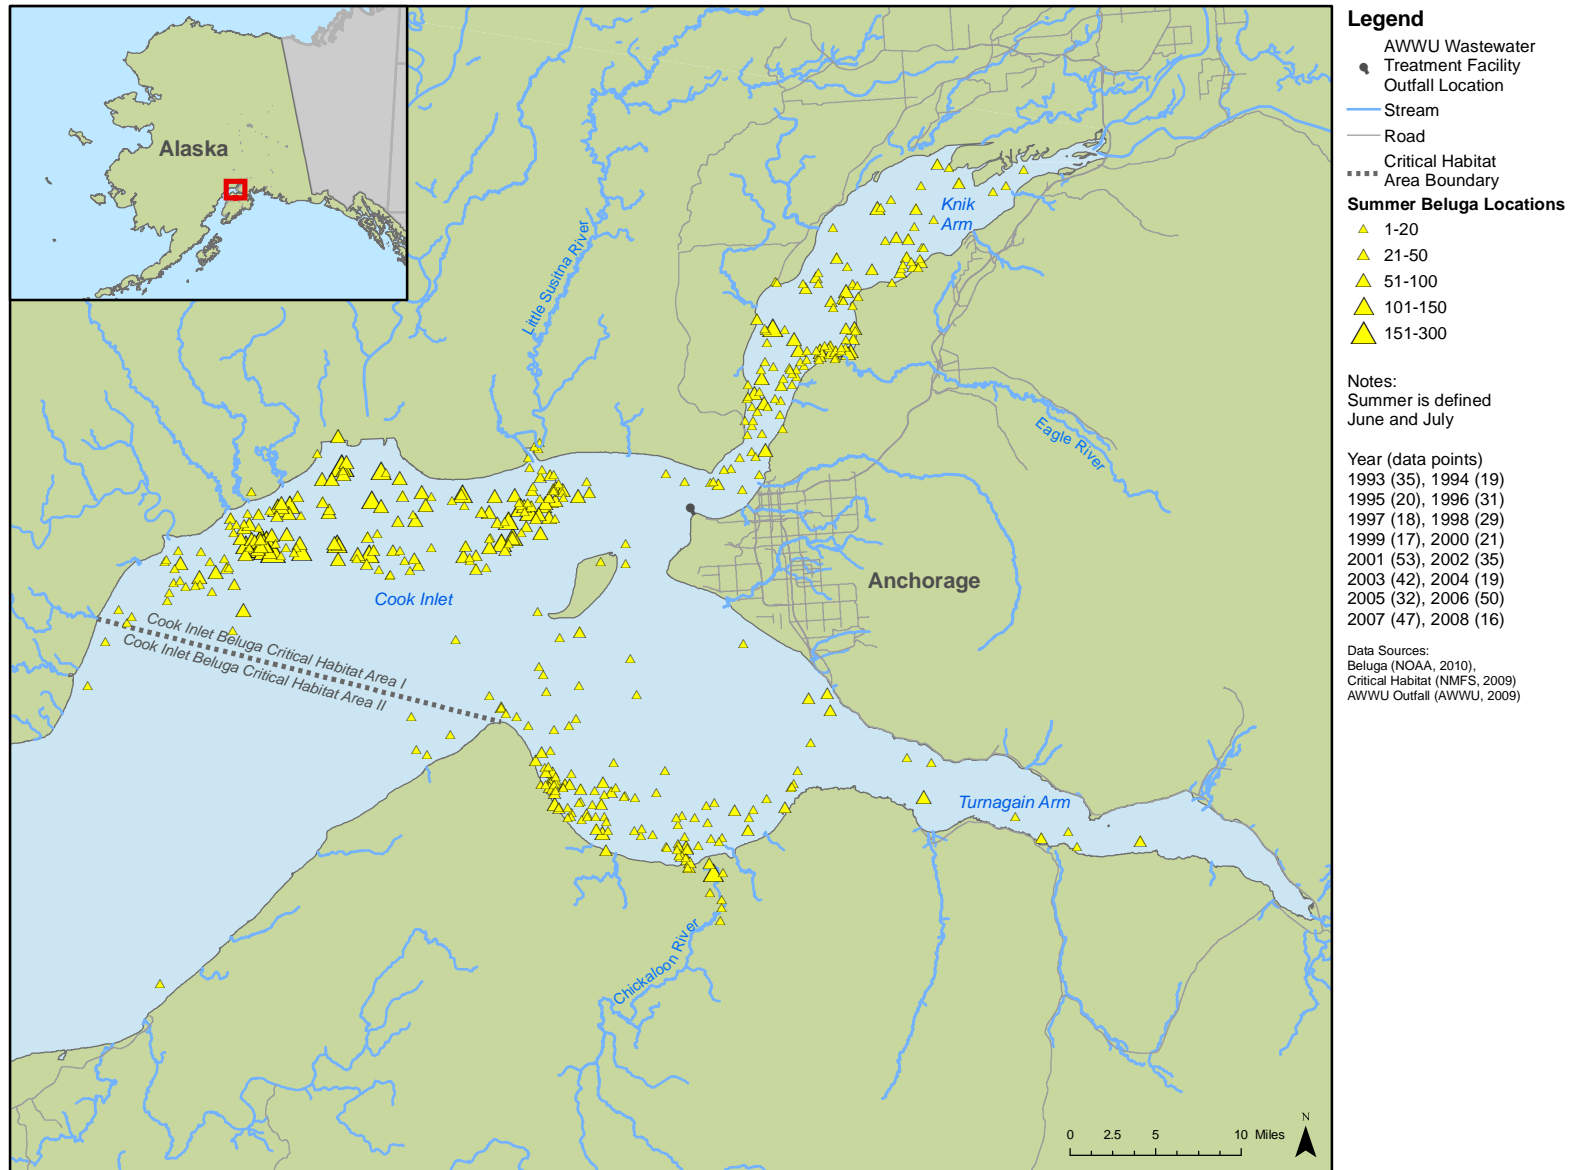 Alaska
Little Susitna River
Knik
Arm
Eagle River
Anchorage
Cook Inlet
Cook Inlet Beluga Critical Habitat Area I
Cook Inlet Beluga Critical Habitat Area II
Turnagain Arm
Chickaloon River
0 2.5 5 10 Miles
N
Legend
AWWU Wastewater
Treatment Facility
Outfall Location
Stream
Road
Critical Habitat
Area Boundary
Summer Beluga Locations
1-20
21-50
51-100
101-150
151-300
Notes:
Summer is defined
June and July
Year (data points)
1993 (35), 1994 (19)
1995 (20), 1996 (31)
1997 (18), 1998 (29)
1999 (17), 2000 (21)
2001 (53), 2002 (35)
2003 (42), 2004 (19)
2005 (32), 2006 (50)
2007 (47), 2008 (16)
Data Sources:
Beluga (NOAA, 2010),
Critical Habitat (NMFS, 2009)
AWWU Outfall (AWWU, 2009)